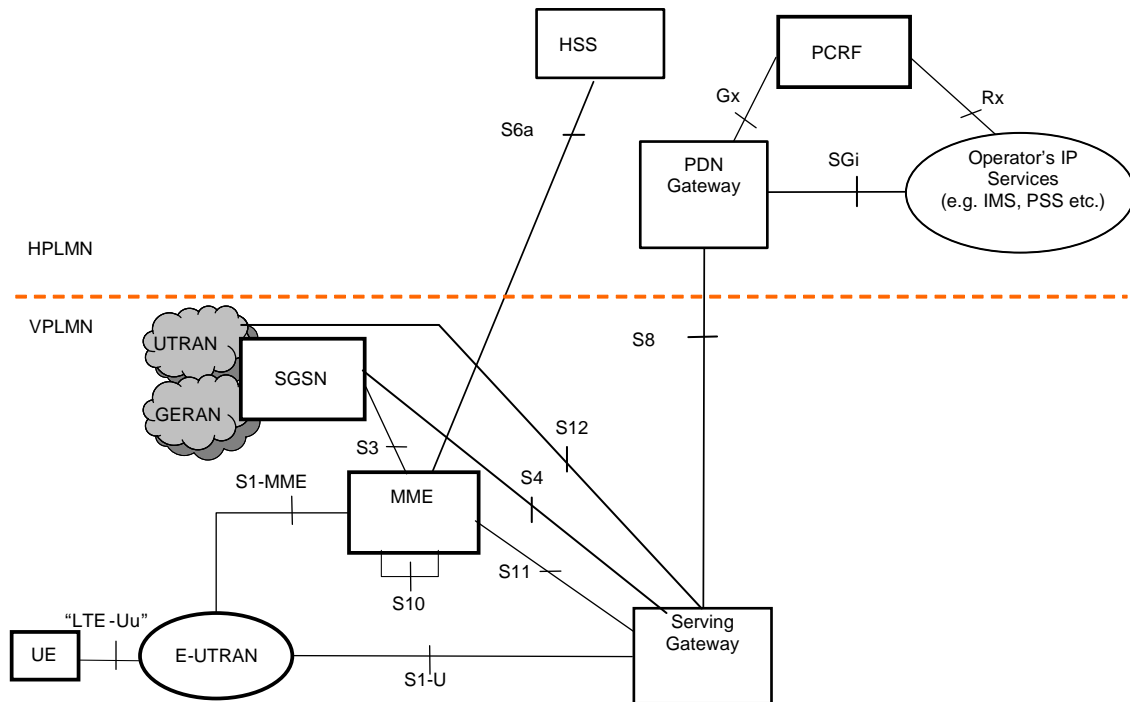 HSS
PCRF
Gx
Rx
S6a
PDN
Gateway
SGi
Operator's IP
Services
(e.g. IMS, PSS etc.)
HPLMN
VPLMN
UTRAN
S8
SGSN
GERAN
S3
S12
S4
S1-MME
MME
S11
S10
"LTE-Uu"
Serving
Gateway
UE
E-UTRAN
S1-U